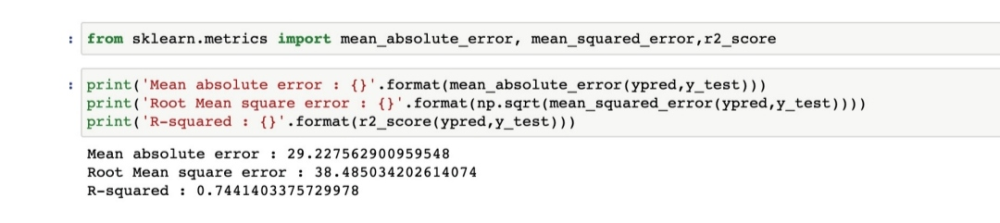 : from sklearn.metrics import mean_absolute_error, mean_squared_error,r2_score
: print('Mean absolute error : {}'.format(mean_absolute_error(ypred,y_test)))
print('Root Mean square error : {}'.format(np.sqrt(mean_squared_error(ypred,y_test))))
print('R-squared : {}'.format(r2_score(ypred,y_test)))
Mean absolute error : 29.227562900959548
Root Mean square error : 38.485034202614074
R-squared : 0.7441403375729978